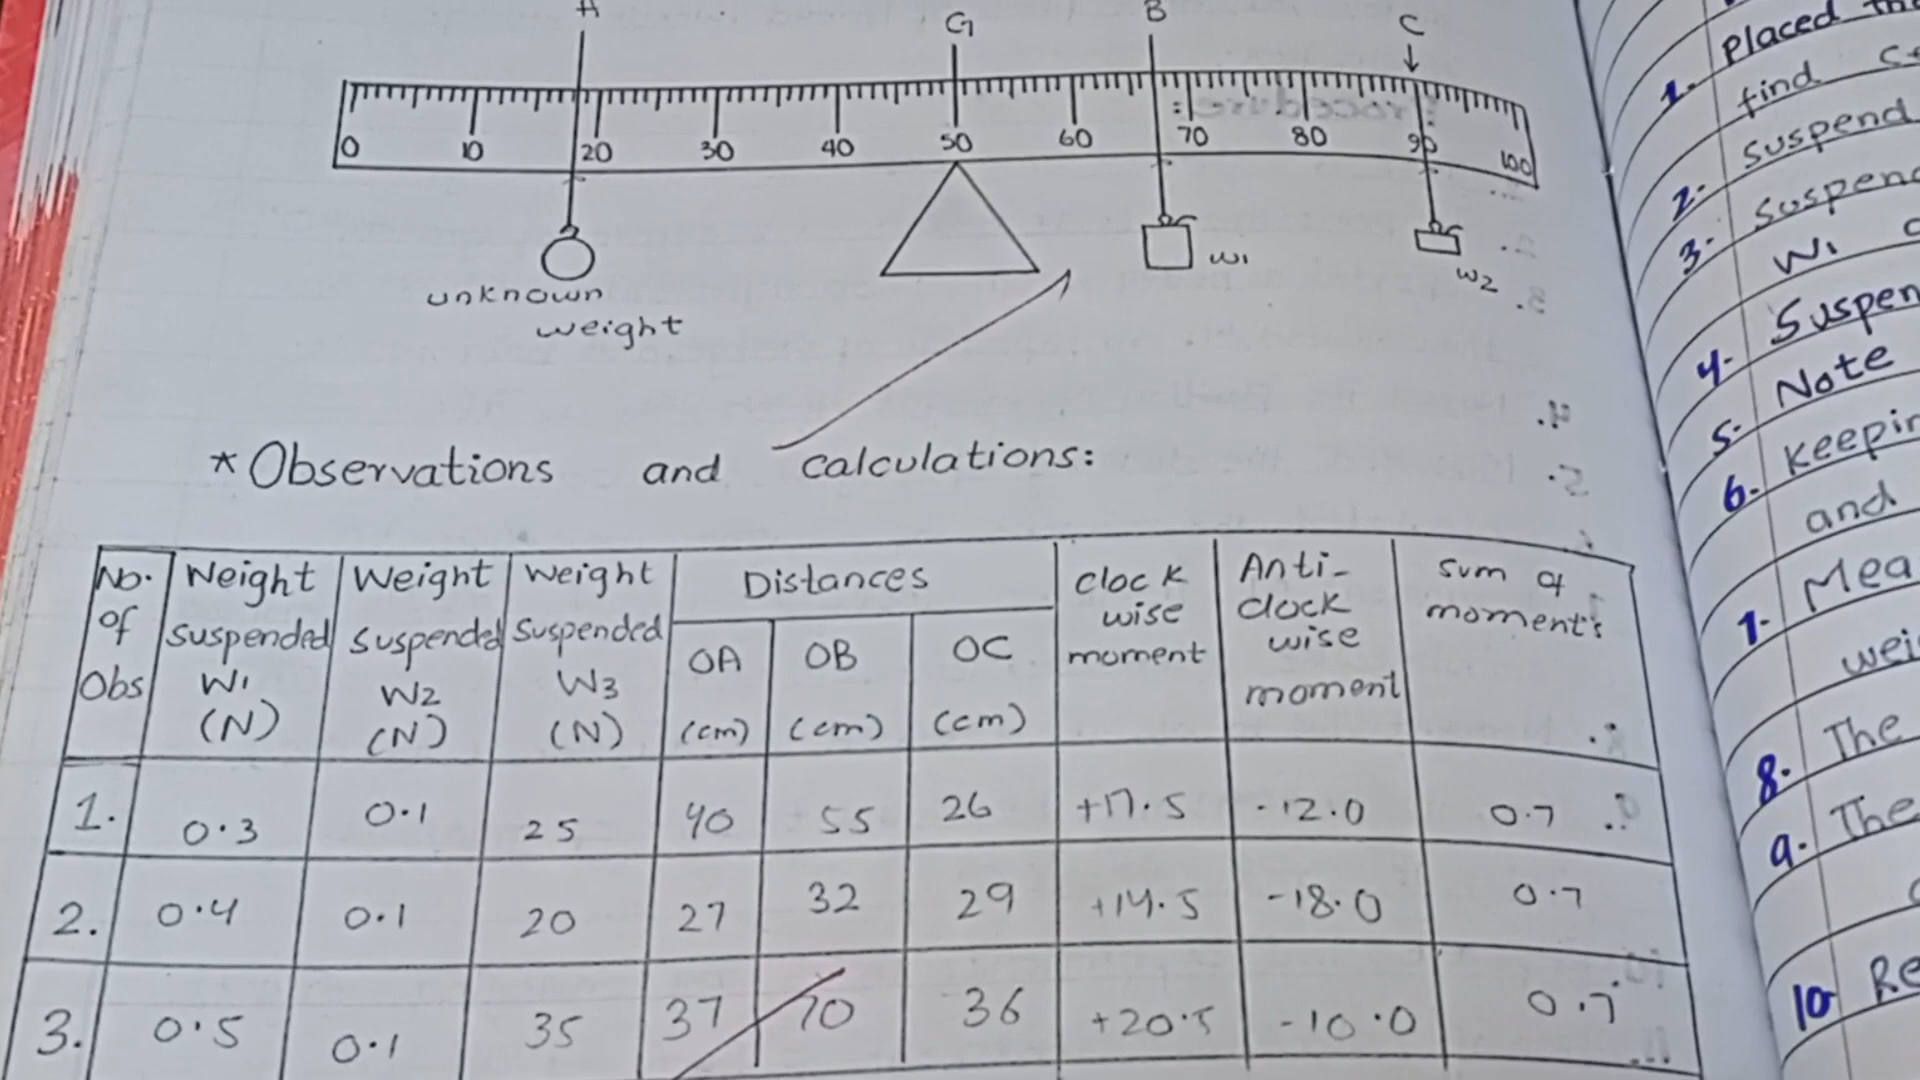 A
G
B
C
0 10 20 30 40 50 60 70 80 90 100
unknown
weight
W1
W2
* Observations and calculations:
No. of Obs
Weight Suspended W1 (N)
Weight Suspended W2 (N)
Weight Suspended W3 (N)
Distances
OA (cm)
OB (cm)
OC (cm)
clock wise moment
Anti- clock wise moment
sum of moment's
1. 0.3 0.1 25 40 55 26 +17.5 -12.0 0.7
2. 0.4 0.1 20 27 32 29 +14.5 -18.0 0.7
3. 0.5 0.1 35 37 70 36 +20.5 -10.0 0.7
placed
1. find
2. Suspend
3. Suspend
W1
4. Suspen
5. Note
6. Keepin
and
7. Mea
wei
8. The
9. The
10 Re